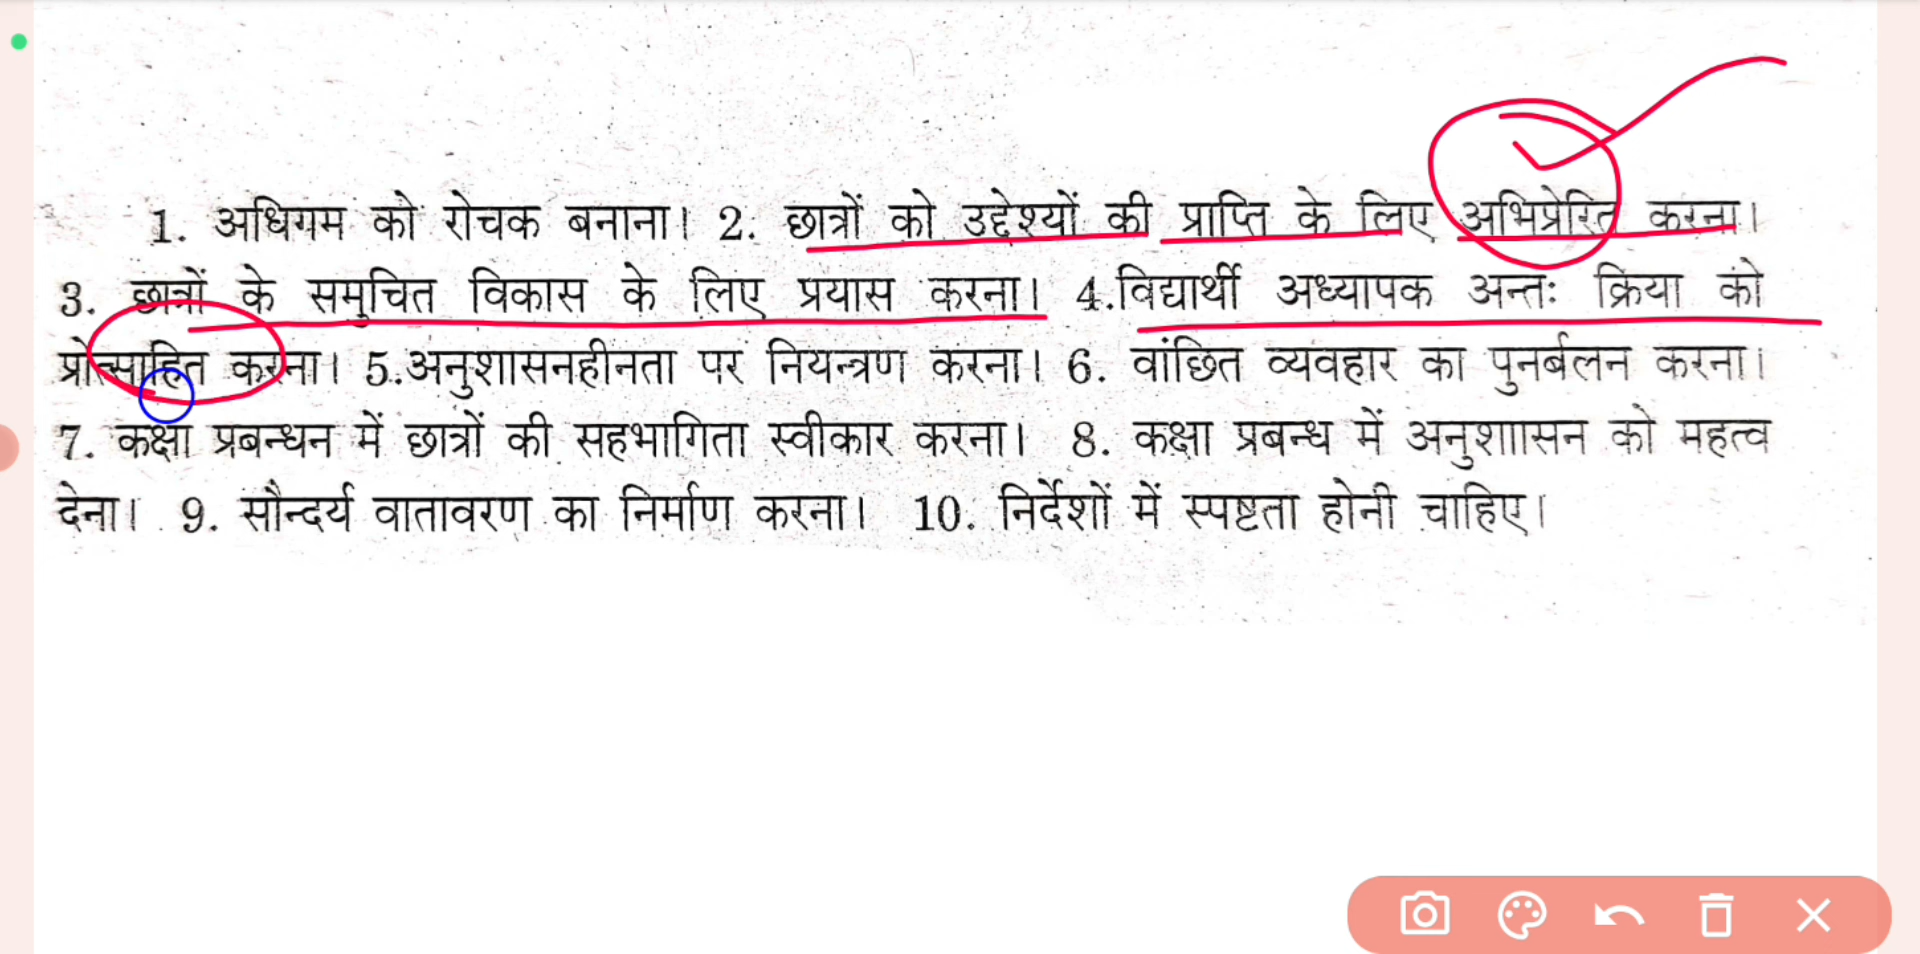 1. अधिगम को रोचक बनाना। 2. छात्रों को उद्देश्यों की प्राप्ति के लिए अभिप्रेरित करना।
3. छात्रों के समुचित विकास के लिए प्रयास करना। 4.विद्यार्थी अध्यापक अन्तः क्रिया को
प्रोत्साहित करना। 5.अनुशासनहीनता पर नियन्त्रण करना। 6. वांछित व्यवहार का पुनर्बलन करना।
7. कक्षा प्रबन्धन में छात्रों की सहभागिता स्वीकार करना। 8. कक्षा प्रबन्ध में अनुशाासन को महत्व
देना। 9. सौन्दर्य वातावरण का निर्माण करना। 10. निर्देशों में स्पष्टता होनी चाहिए।